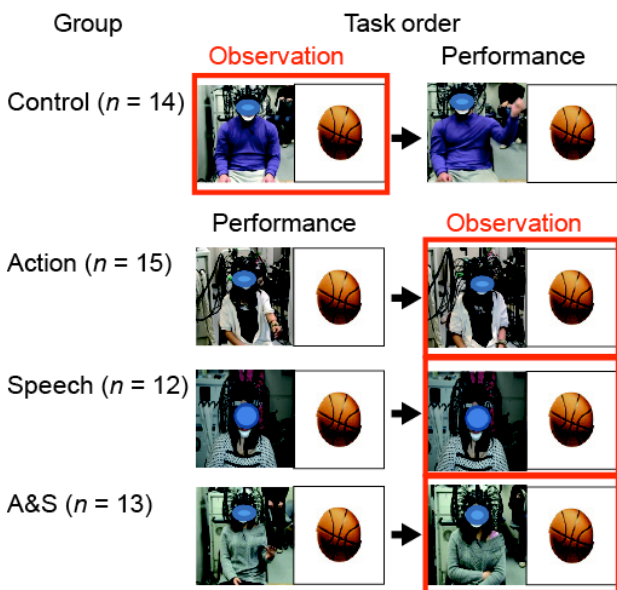 Group Task order
Observation Performance
Control (n = 14)
Performance Observation
Action (n = 15)
Speech (n = 12)
A&S (n = 13)